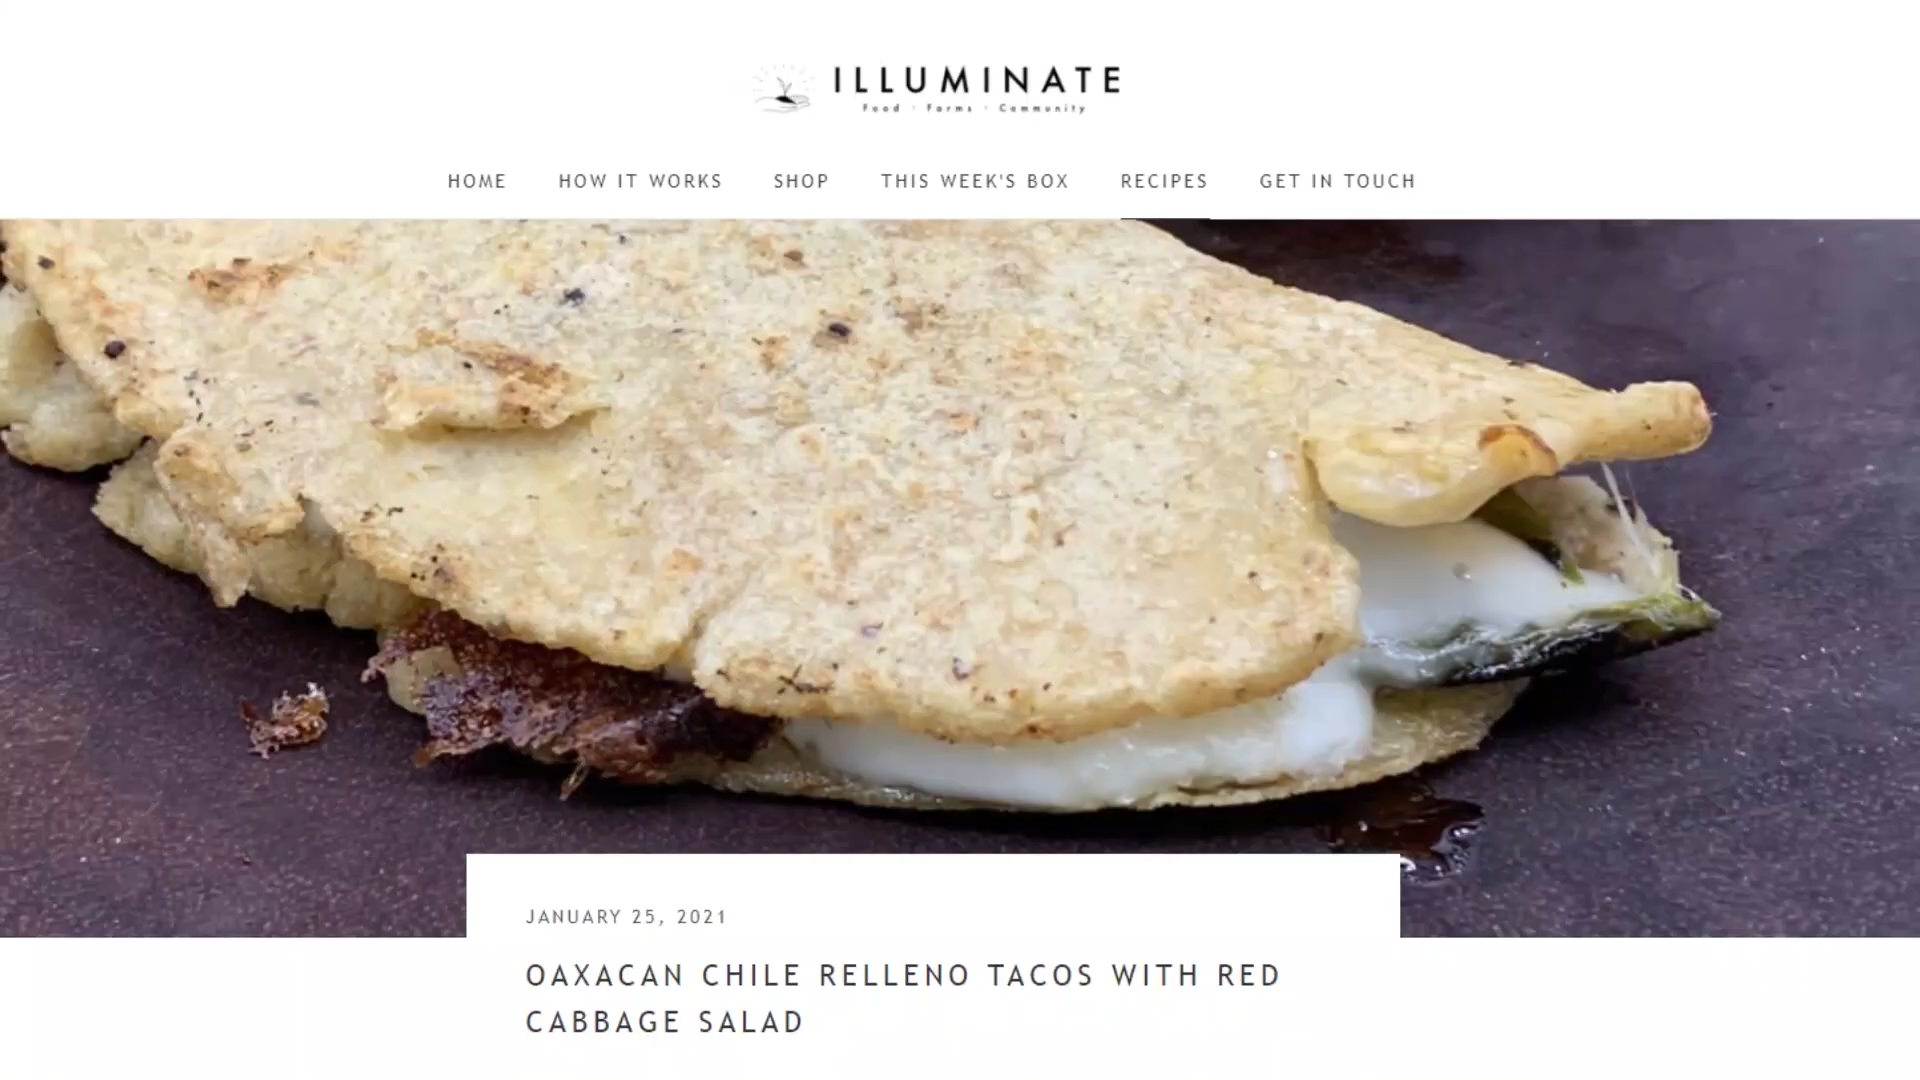 ILLUMINATE
Food · Farms · Community
HOME HOW IT WORKS SHOP THIS WEEK'S BOX RECIPES GET IN TOUCH
JANUARY 25, 2021
OAXACAN CHILE RELLENO TACOS WITH RED
CABBAGE SALAD